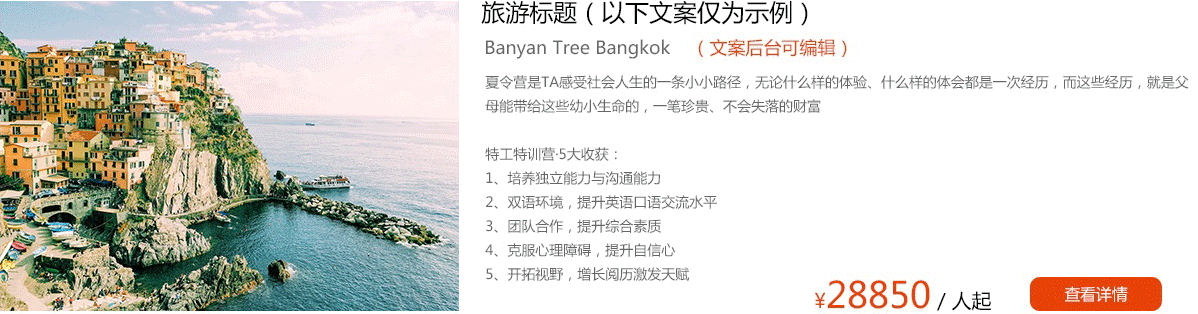 旅游标题（以下文案仅为示例）
Banyan Tree Bangkok （文案后台可编辑）
夏令营是TA感受社会人生的一条小小路径，无论什么样的体验、什么样的体会都是一次经历，而这些经历，就是父
母能带给这些幼小生命的，一笔珍贵、不会失落的财富
特工特训营·5大收获：
1、培养独立能力与沟通能力
2、双语环境，提升英语口语交流水平
3、团队合作，提升综合素质
4、克服心理障碍，提升自信心
5、开拓视野，增长阅历激发天赋
¥28850 / 人起 查看详情